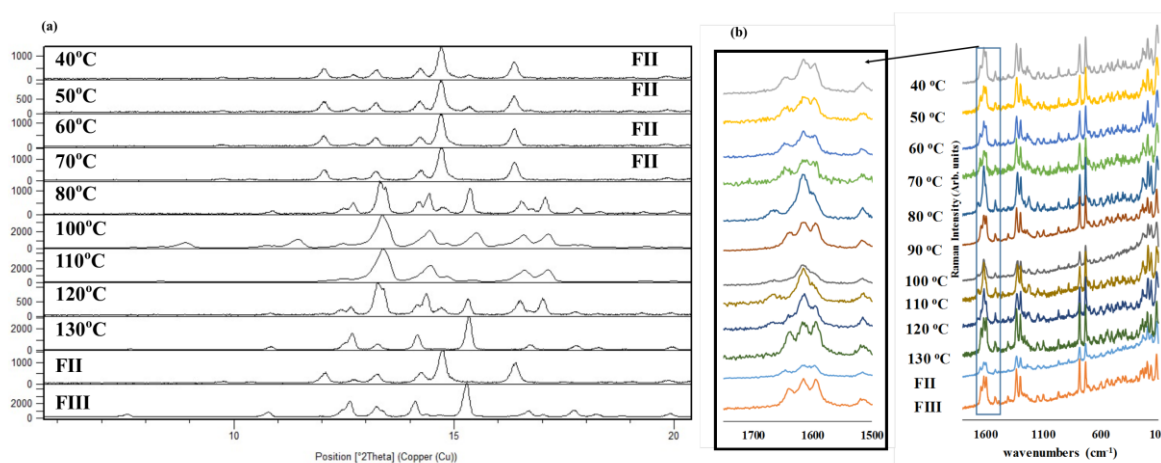 (a)
1000
0
40°C
FII
500
0
50°C
FII
1000
0
60°C
FII
1000
0
70°C
FII
1000
0
80°C
2000
0
100°C
2000
0
110°C
500
0
120°C
2000
0
130°C
1000
0
FII
2000
0
FIII
10
15
20
Position [°2Theta] (Copper (Cu))
(b)
1700
1600
1500
Raman Intensity (Arb. units)
40 °C
50 °C
60 °C
70 °C
80 °C
90 °C
100 °C
110 °C
120 °C
130 °C
FII
FIII
1600
1100
600
10
wavenumbers (cm-1)